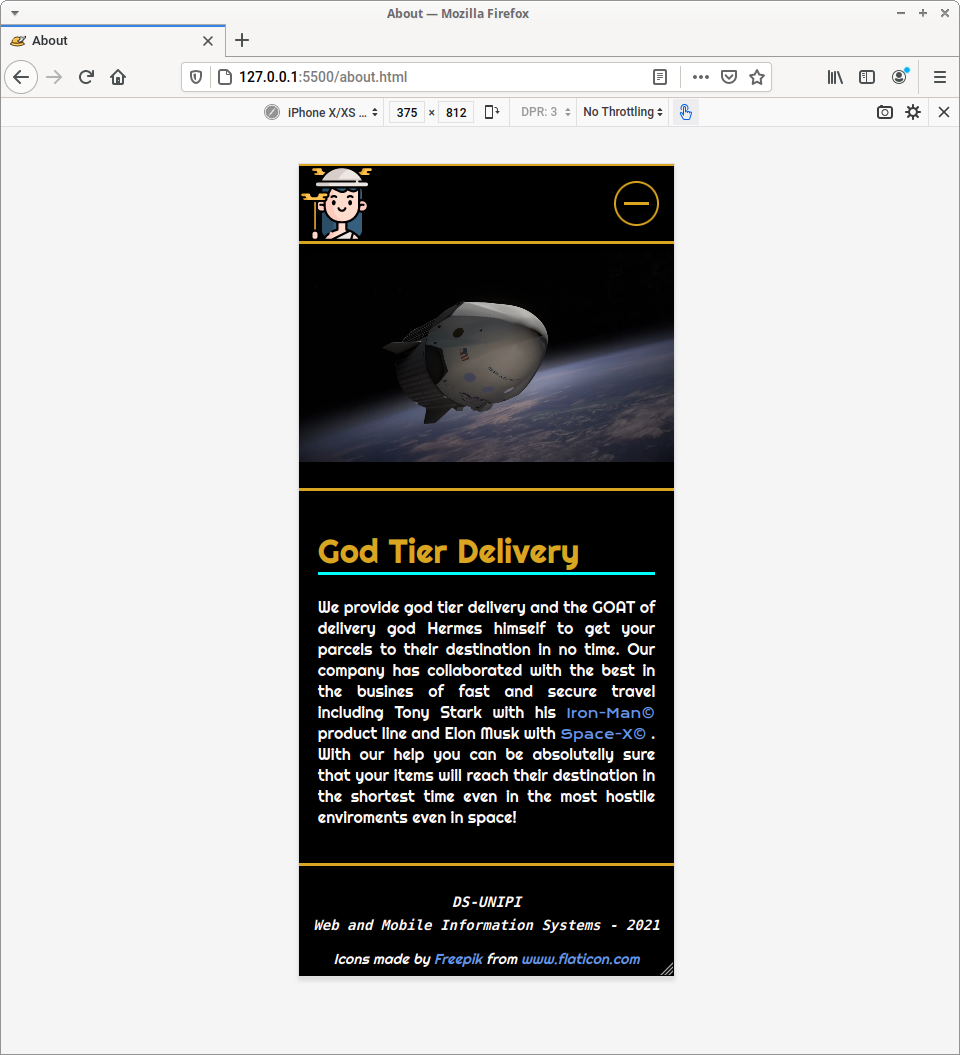 About — Mozilla Firefox
About
127.0.0.1:5500/about.html
iPhone X/XS ... 375 × 812 DPR: 3 No Throttling
God Tier Delivery
We provide god tier delivery and the GOAT of
delivery god Hermes himself to get your
parcels to their destination in no time. Our
company has collaborated with the best in
the busines of fast and secure travel
including Tony Stark with his Iron-Man©
product line and Elon Musk with Space-X© .
With our help you can be absolutelly sure
that your items will reach their destination in
the shortest time even in the most hostile
enviroments even in space!
DS-UNIPI
Web and Mobile Information Systems - 2021
Icons made by Freepik from www.flaticon.com